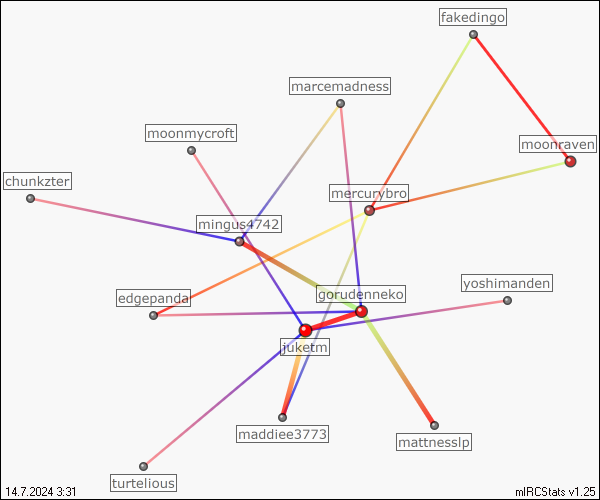 fakedingo
marcemadness
moonmycroft
moonraven
chunkzter
mercurybro
mingus4742
yoshimanden
gorudenneko
edgepanda
juketm
maddiee3773
mattnesslp
turtelious
14.7.2024 3:31
mIRCStats v1.25